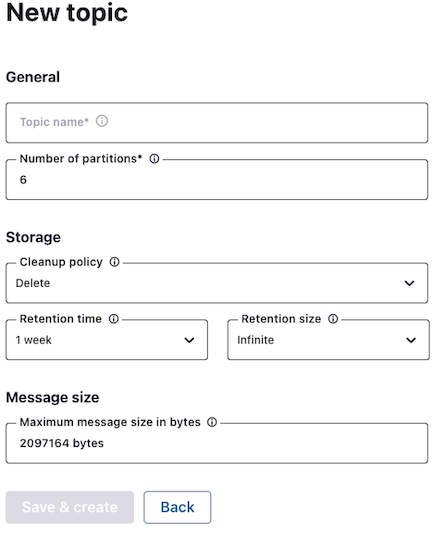 New topic
General
Topic name*
Number of partitions*
6
Storage
Cleanup policy
Delete
Retention time
1 week
Retention size
Infinite
Message size
Maximum message size in bytes
2097164 bytes
Save & create
Back